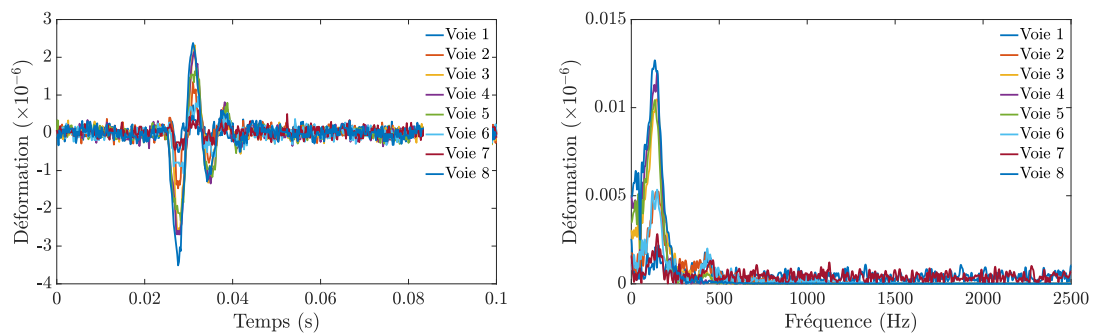 3
2
1
0
-1
-2
-3
-4
Déformation (×10⁻⁶)
0
0.02
0.04
0.06
0.08
0.1
Temps (s)
Voie 1
Voie 2
Voie 3
Voie 4
Voie 5
Voie 6
Voie 7
Voie 8
0.015
0.01
0.005
0
Déformation (×10⁻⁶)
0
500
1000
1500
2000
2500
Fréquence (Hz)
Voie 1
Voie 2
Voie 3
Voie 4
Voie 5
Voie 6
Voie 7
Voie 8